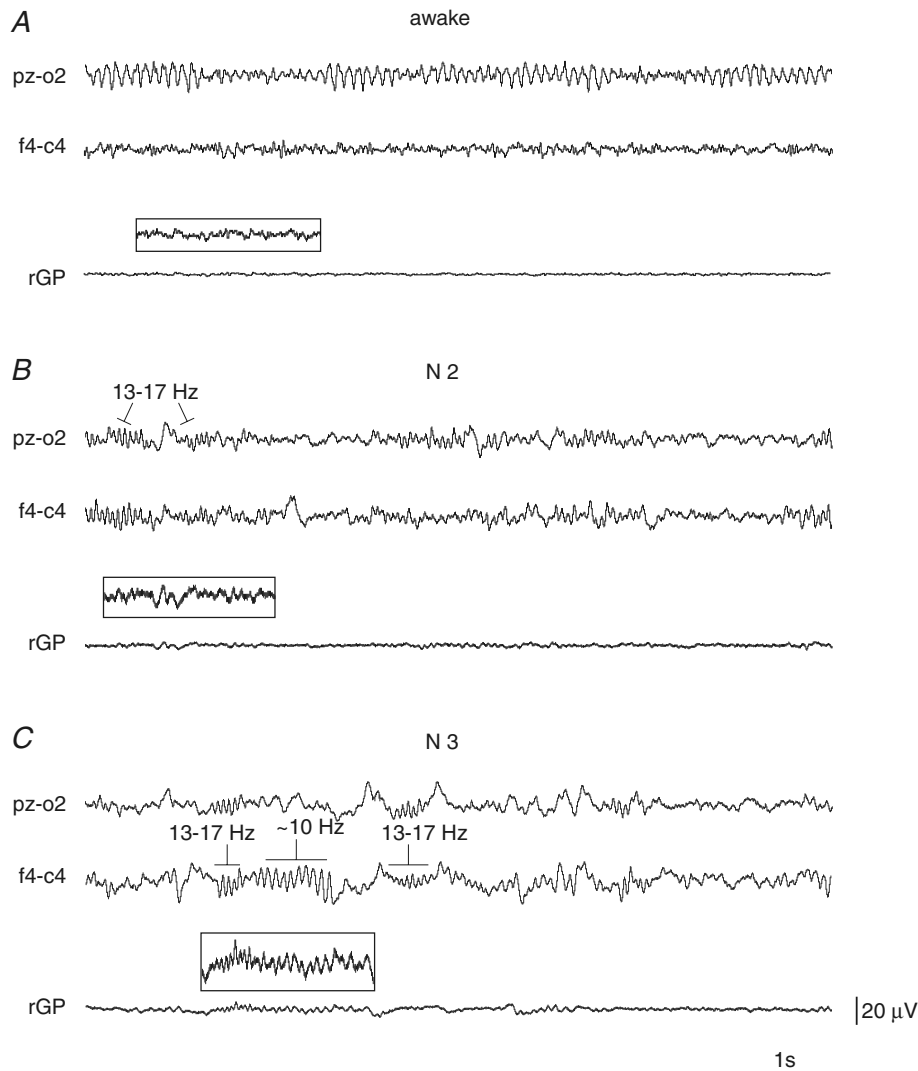 A
awake
pz-o2
f4-c4
rGP
B
N 2
13-17 Hz
pz-o2
f4-c4
rGP
C
N 3
pz-o2
13-17 Hz
~10 Hz
13-17 Hz
f4-c4
rGP
20 μV
1s